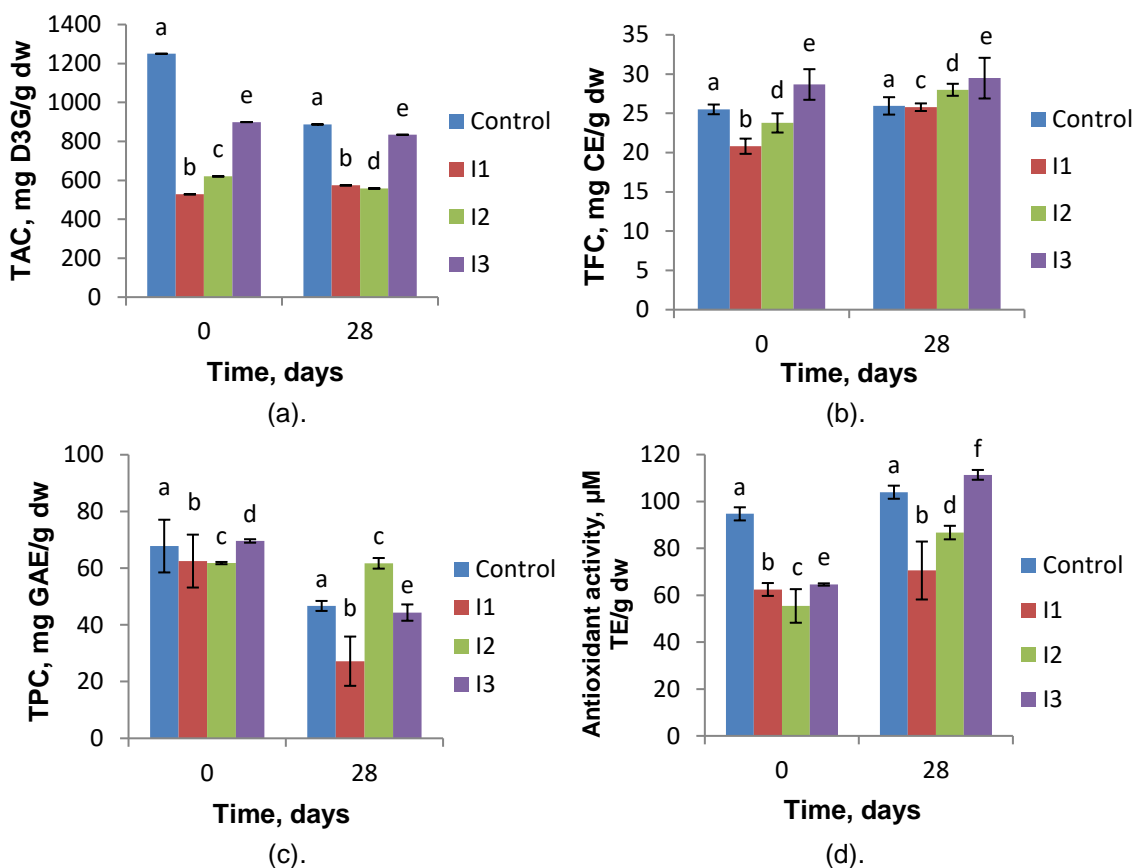 TAC, mg D3G/g dw
1400
1200
1000
800
600
400
200
0
a
b
c
e
a
b
d
e
0
28
Time, days
Control
I1
I2
I3
(a).
TFC, mg CE/g dw
35
30
25
20
15
10
5
0
a
b
d
e
a
c
d
e
0
28
Time, days
Control
I1
I2
I3
(b).
TPC, mg GAE/g dw
100
80
60
40
20
0
a
b
c
d
a
b
c
e
0
28
Time, days
Control
I1
I2
I3
(c).
Antioxidant activity, µM
TE/g dw
120
100
80
60
40
20
0
a
b
c
e
a
b
d
f
0
28
Time, days
Control
I1
I2
I3
(d).